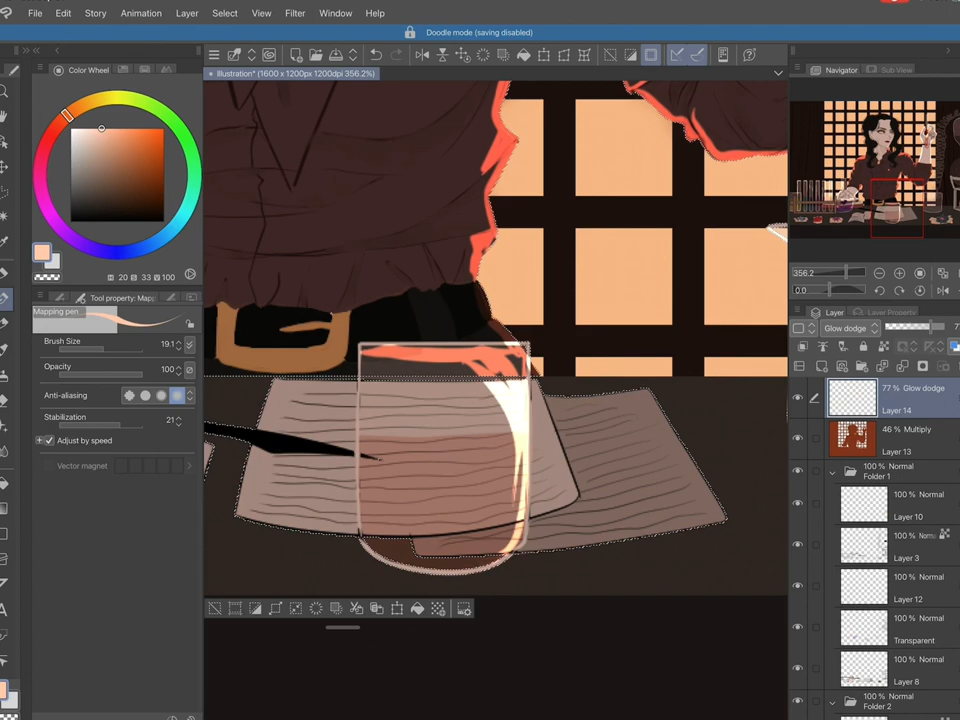 File Edit Story Animation Layer Select View Filter Window Help
Doodle mode (saving disabled)
Color Wheel
Illustration* (1600 x 1200px 1200dpi 356.2%)
Navigator
Sub View
H 20 S 33 V 100
Tool property: Map
Mapping pen
Brush Size 19.1
Opacity 100
Anti-aliasing
Stabilization 21
Adjust by speed
Vector magnet
356.2
0.0
Layer
Layer Property
Glow dodge
77 % Glow dodge
Layer 14
46 % Multiply
Layer 13
100 % Normal
Folder 1
100 % Normal
Layer 10
100 % Norm
Layer 3
100 % Normal
Layer 12
100 % Normal
Transparent
100 % Normal
Layer 8
100 % Normal
Folder 2